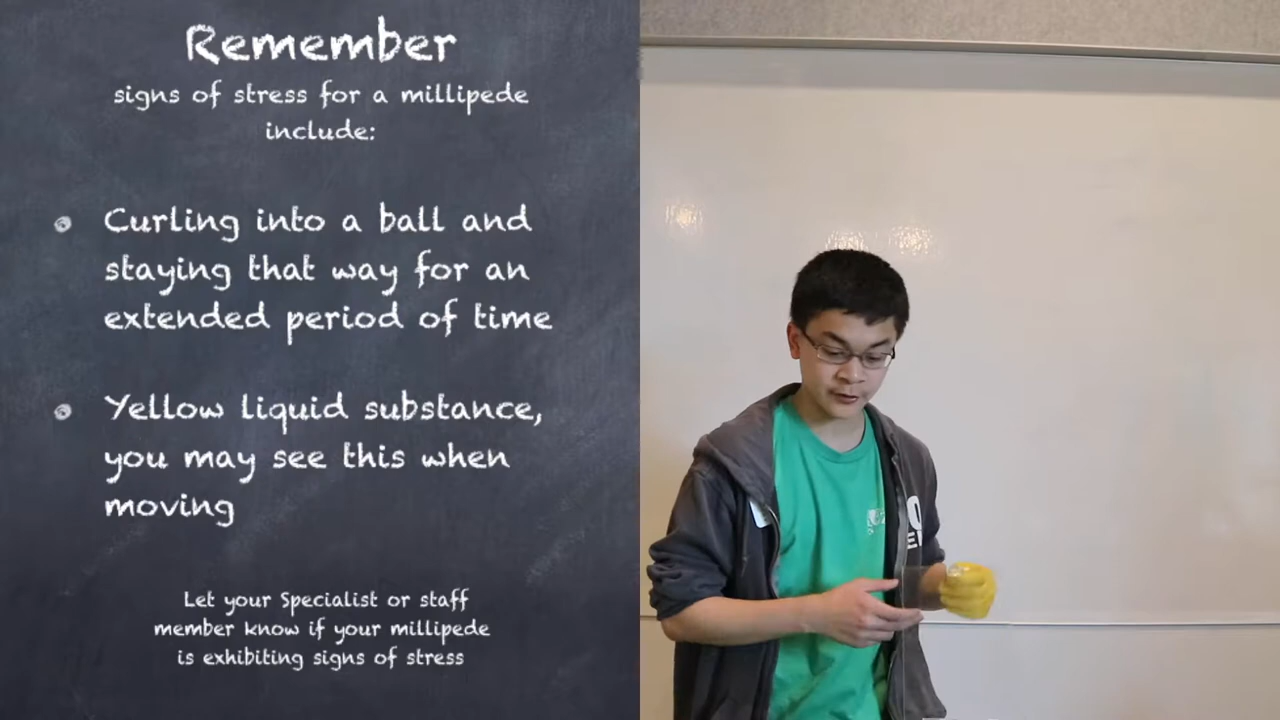 Remember
signs of stress for a millipede
include:
Curling into a ball and
staying that way for an
extended period of time
Yellow liquid substance,
you may see this when
moving
Let your Specialist or staff
member know if your millipede
is exhibiting signs of stress